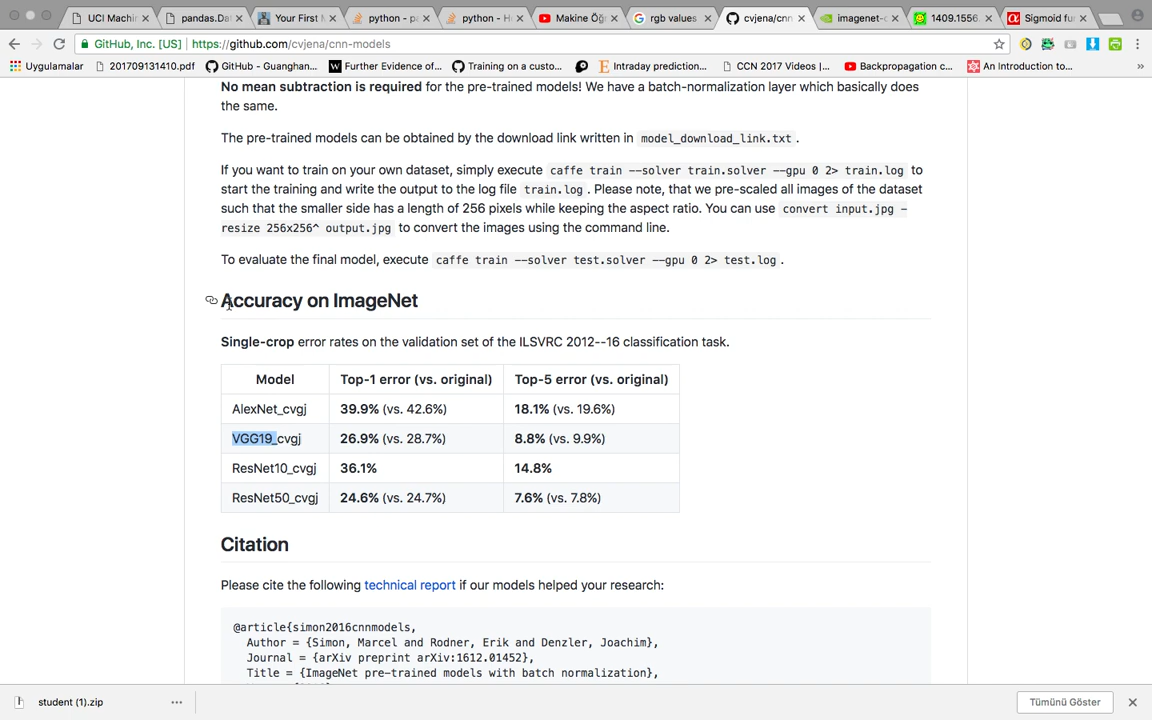 UCI Machin
pandas.Dat
Your First M
python - pa
python - Ho
Makine Öğr
rgb values
cvjena/cnn-
imagenet-c
1409.1556.
Sigmoid fun
GitHub, Inc. [US] | https://github.com/cvjena/cnn-models
Uygulamalar
201709131410.pdf
GitHub - Guanghan...
Further Evidence of...
Training on a custo...
Intraday prediction...
CCN 2017 Videos |...
Backpropagation c...
An Introduction to...
»
No mean subtraction is required for the pre-trained models! We have a batch-normalization layer which basically does
the same.
The pre-trained models can be obtained by the download link written in model_download_link.txt .
If you want to train on your own dataset, simply execute caffe train --solver train.solver --gpu 0 2> train.log to
start the training and write the output to the log file train.log . Please note, that we pre-scaled all images of the dataset
such that the smaller side has a length of 256 pixels while keeping the aspect ratio. You can use convert input.jpg -
resize 256x256^ output.jpg to convert the images using the command line.
To evaluate the final model, execute caffe train --solver test.solver --gpu 0 2> test.log .
Accuracy on ImageNet
Single-crop error rates on the validation set of the ILSVRC 2012--16 classification task.
Model Top-1 error (vs. original) Top-5 error (vs. original)
AlexNet_cvgj 39.9% (vs. 42.6%) 18.1% (vs. 19.6%)
VGG19_cvgj 26.9% (vs. 28.7%) 8.8% (vs. 9.9%)
ResNet10_cvgj 36.1% 14.8%
ResNet50_cvgj 24.6% (vs. 24.7%) 7.6% (vs. 7.8%)
Citation
Please cite the following technical report if our models helped your research:
@article{simon2016cnnmodels,
Author = {Simon, Marcel and Rodner, Erik and Denzler, Joachim},
Journal = {arXiv preprint arXiv:1612.01452},
Title = {ImageNet pre-trained models with batch normalization},
student (1).zip
Tümünü Göster